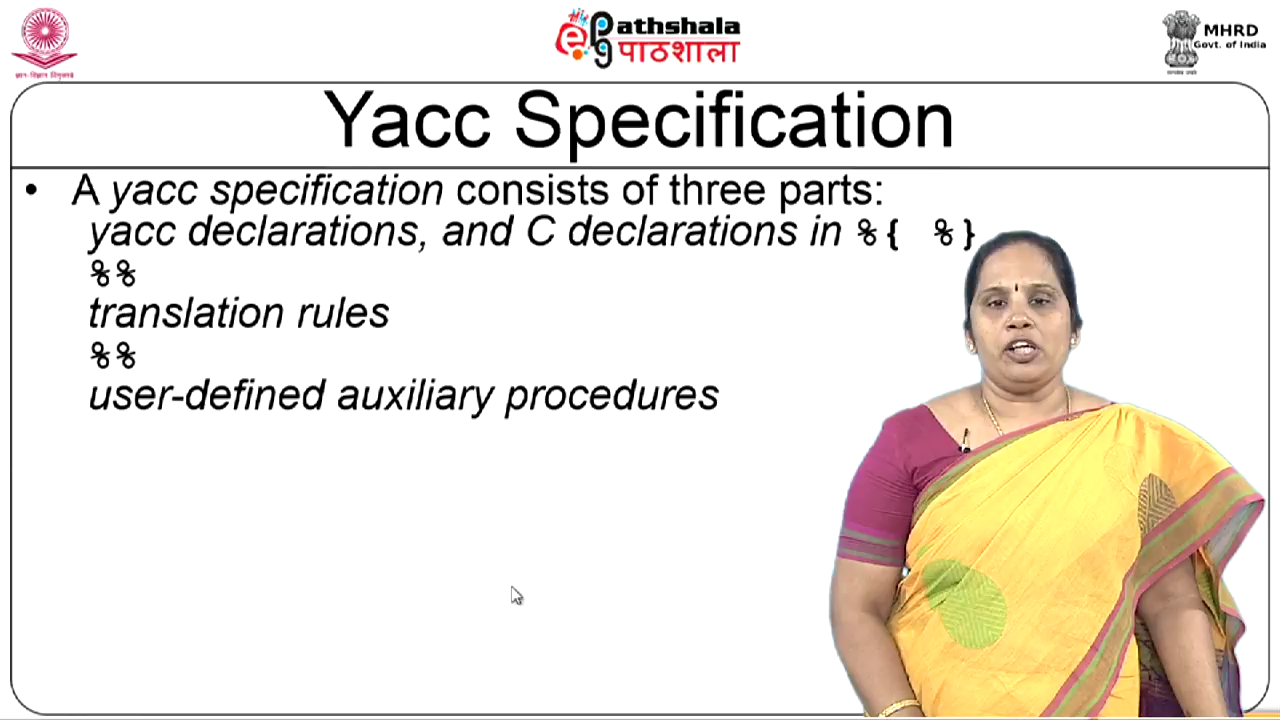 ePathshala
पाठशाला
MHRD
Govt. of India
Yacc Specification
• A yacc specification consists of three parts:
yacc declarations, and C declarations in %{ %}
%%
translation rules
%%
user-defined auxiliary procedures